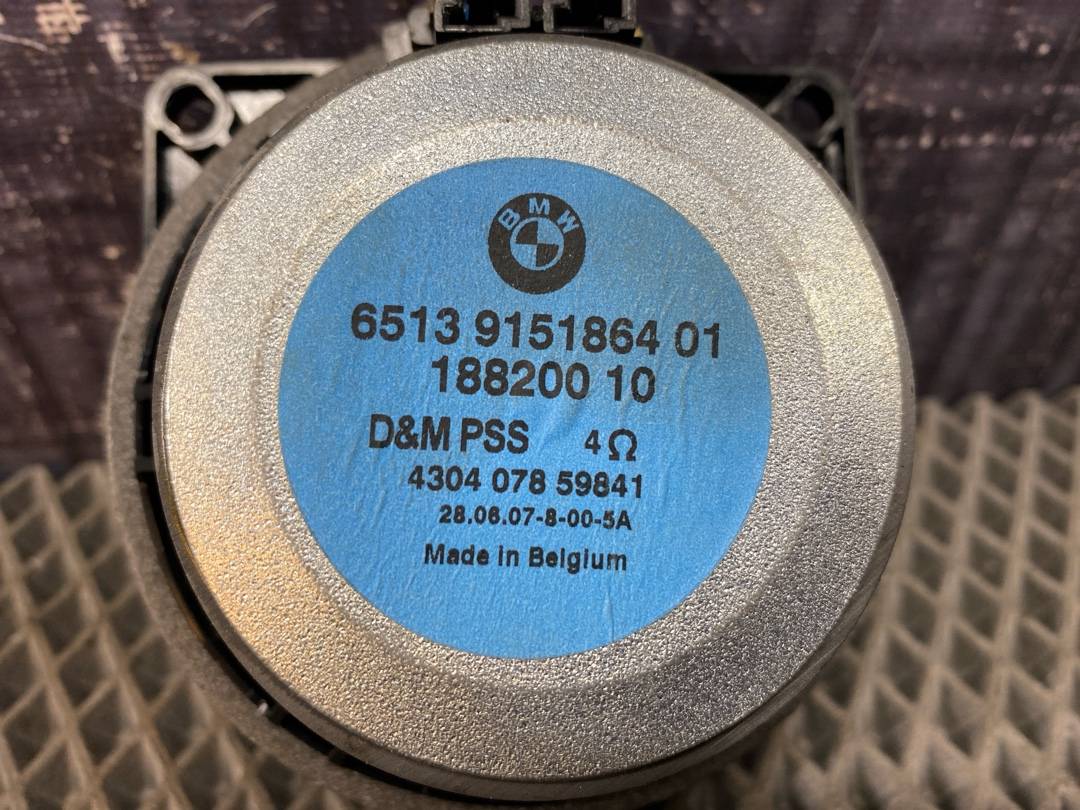 BMW
6513 9151864 01
188200 10
D&M PSS 4Ω
4304 078 59841
28.06.07-8-00-5A
Made in Belgium